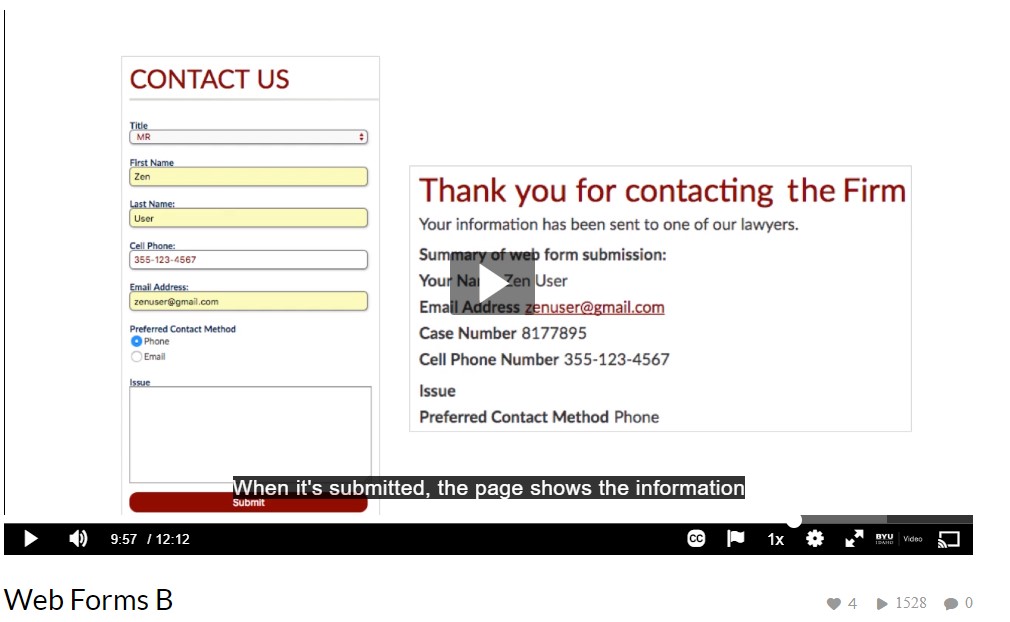 CONTACT US
Title
MR
First Name
Zen
Last Name:
User
Cell Phone:
355-123-4567
Email Address:
zenuser@gmail.com
Preferred Contact Method
Phone
Email
Issue
Submit
Thank you for contacting the Firm
Your information has been sent to one of our lawyers.
Summary of web form submission:
Your Name Zen User
Email Address zenuser@gmail.com
Case Number 8177895
Cell Phone Number 355-123-4567
Issue
Preferred Contact Method Phone
When it's submitted, the page shows the information
9:57 / 12:12
CC
1x
BYU
IDAHO
Video
Web Forms B
4
1528
0